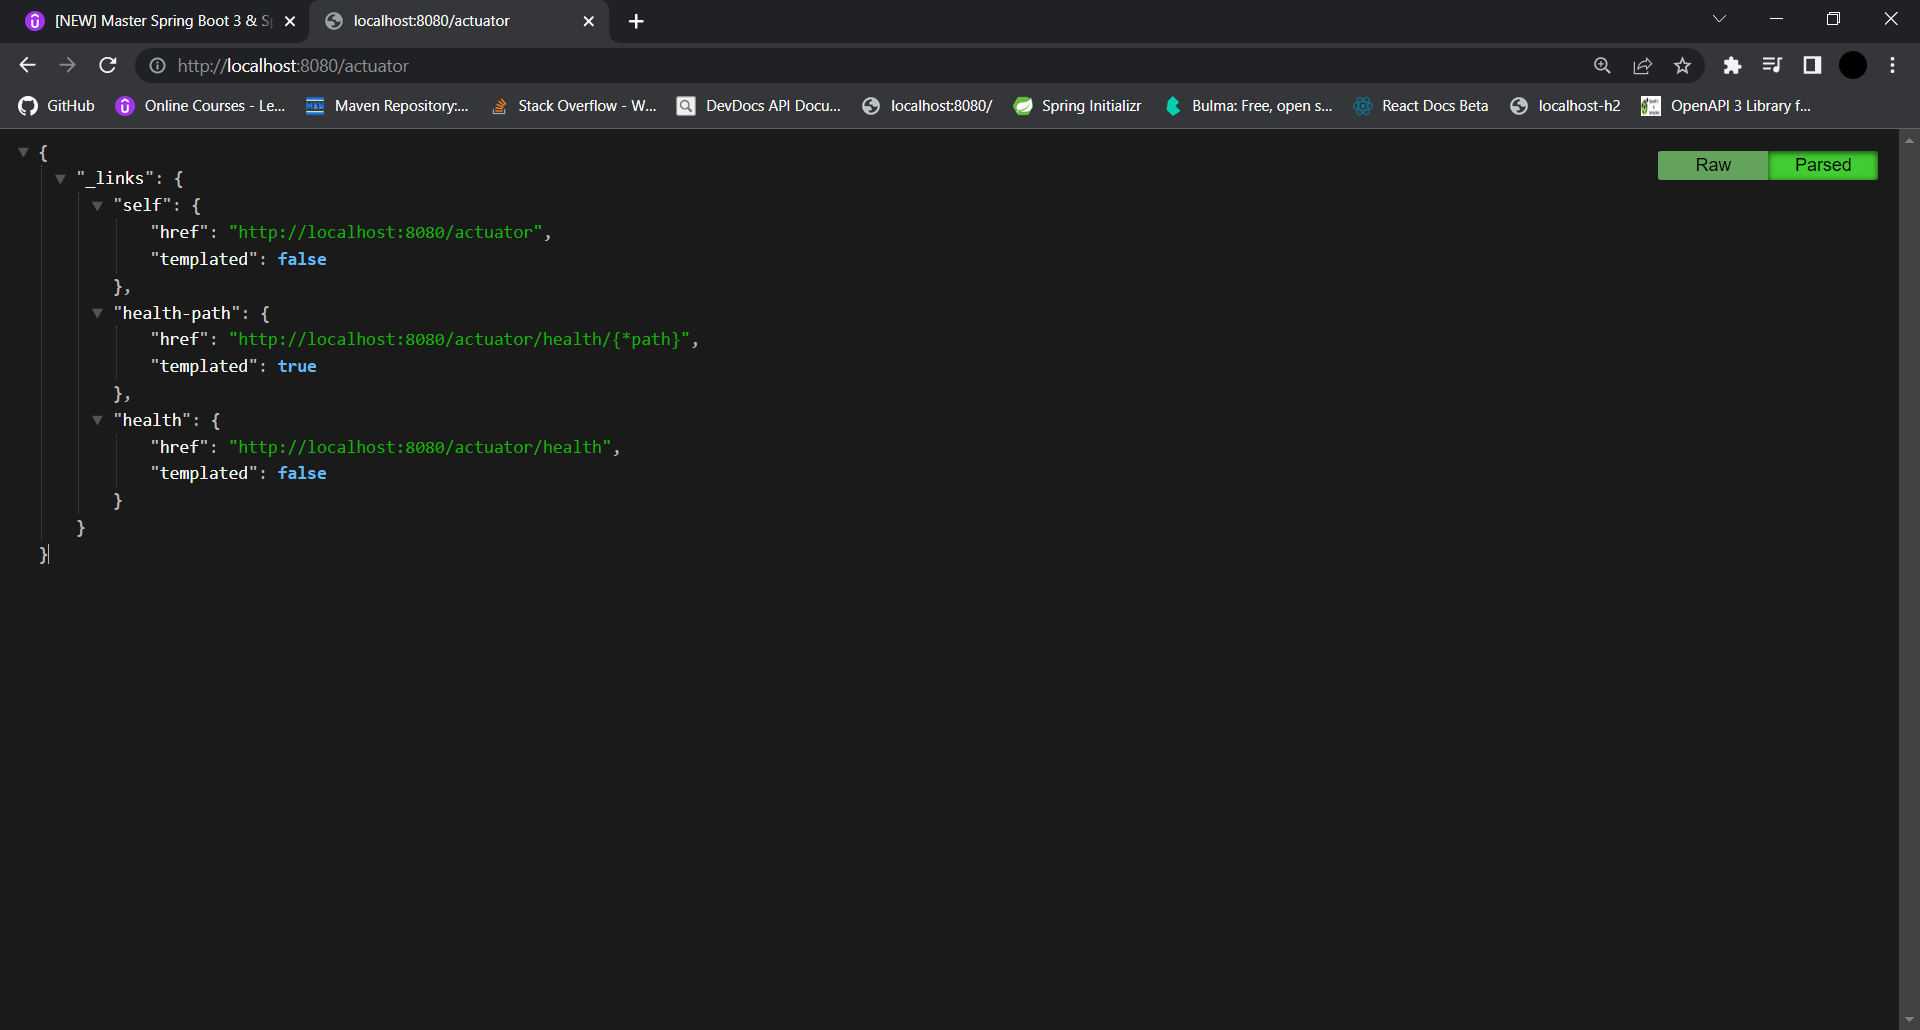 [NEW] Master Spring Boot 3 & S
localhost:8080/actuator
http://localhost:8080/actuator
GitHub
Online Courses - Le...
Maven Repository:...
Stack Overflow - W...
DevDocs API Docu...
localhost:8080/
Spring Initializr
Bulma: Free, open s...
React Docs Beta
localhost-h2
OpenAPI 3 Library f...
Raw
Parsed
{
"_links": {
"self": {
"href": "http://localhost:8080/actuator",
"templated": false
},
"health-path": {
"href": "http://localhost:8080/actuator/health/{*path}",
"templated": true
},
"health": {
"href": "http://localhost:8080/actuator/health",
"templated": false
}
}
}